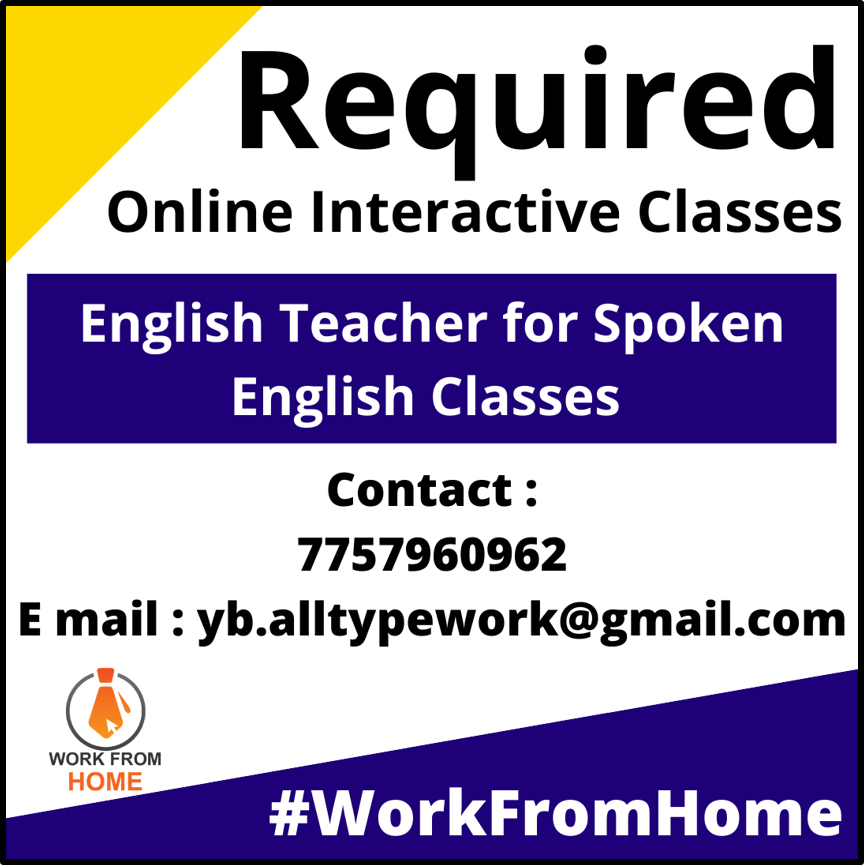 Required
Online Interactive Classes
English Teacher for Spoken
English Classes
Contact :
7757960962
E mail : yb.alltypework@gmail.com
WORK FROM
HOME
#WorkFromHome